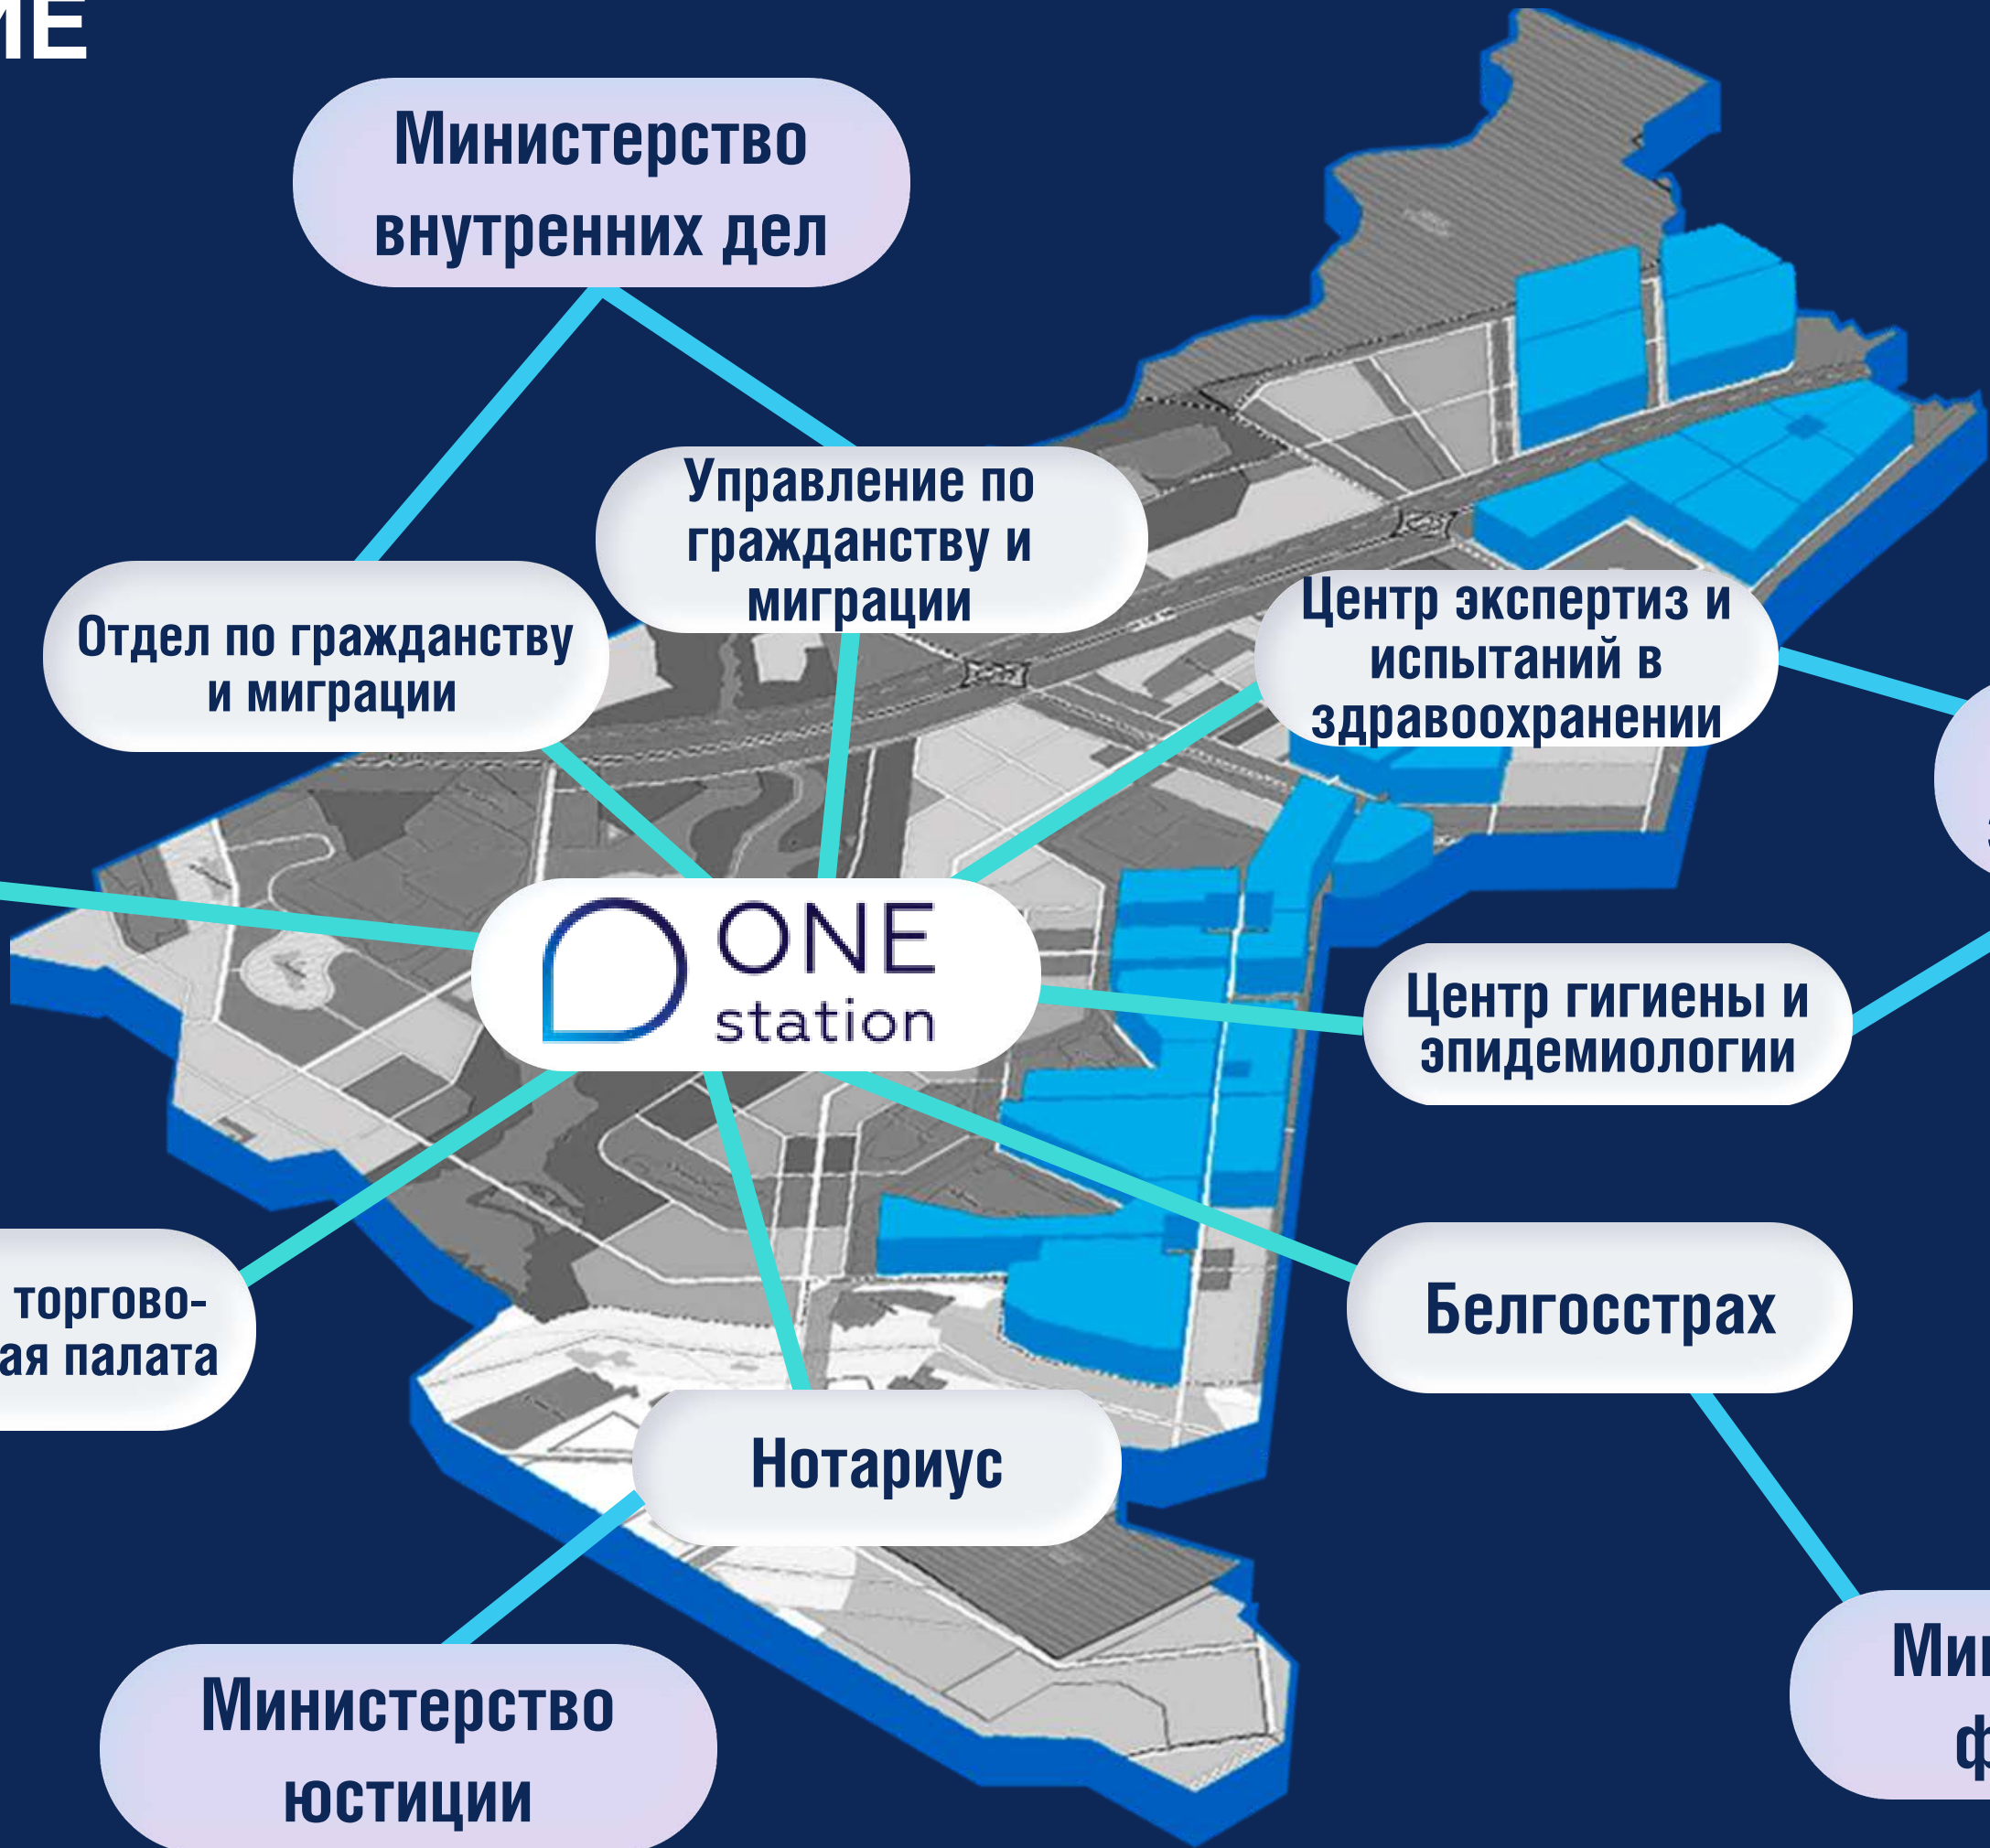 ИЕ
Министерство
внутренних дел
Управление по
гражданству и
миграции
Отдел по гражданству
и миграции
Центр экспертиз и
испытаний в
здравоохранении
ONE
station
Центр гигиены и
эпидемиологии
торгово-
ая палата
Белгосстрах
Нотариус
Министерство
юстиции